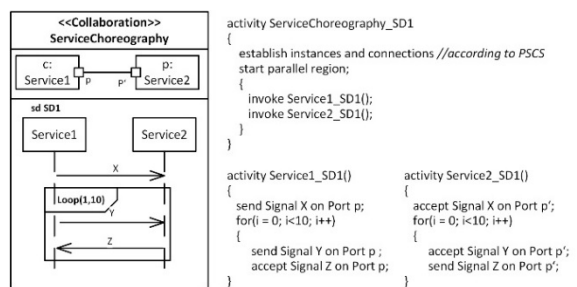 <<Collaboration>>
ServiceChoreography
c:
Service1
p
p'
p:
Service2
sd SD1
Service1
Service2
X
Loop(1,10)
Y
Z
activity ServiceChoreography_SD1
{
establish instances and connections //according to PSCS
start parallel region;
{
invoke Service1_SD1();
invoke Service2_SD1();
}
}
activity Service1_SD1()
{
send Signal X on Port p;
for(i = 0; i<10; i++)
{
send Signal Y on Port p ;
accept Signal Z on Port p;
}
activity Service2_SD1()
{
accept Signal X on Port p';
for(i = 0; i<10; i++)
{
accept Signal Y on Port p';
send Signal Z on Port p';
}